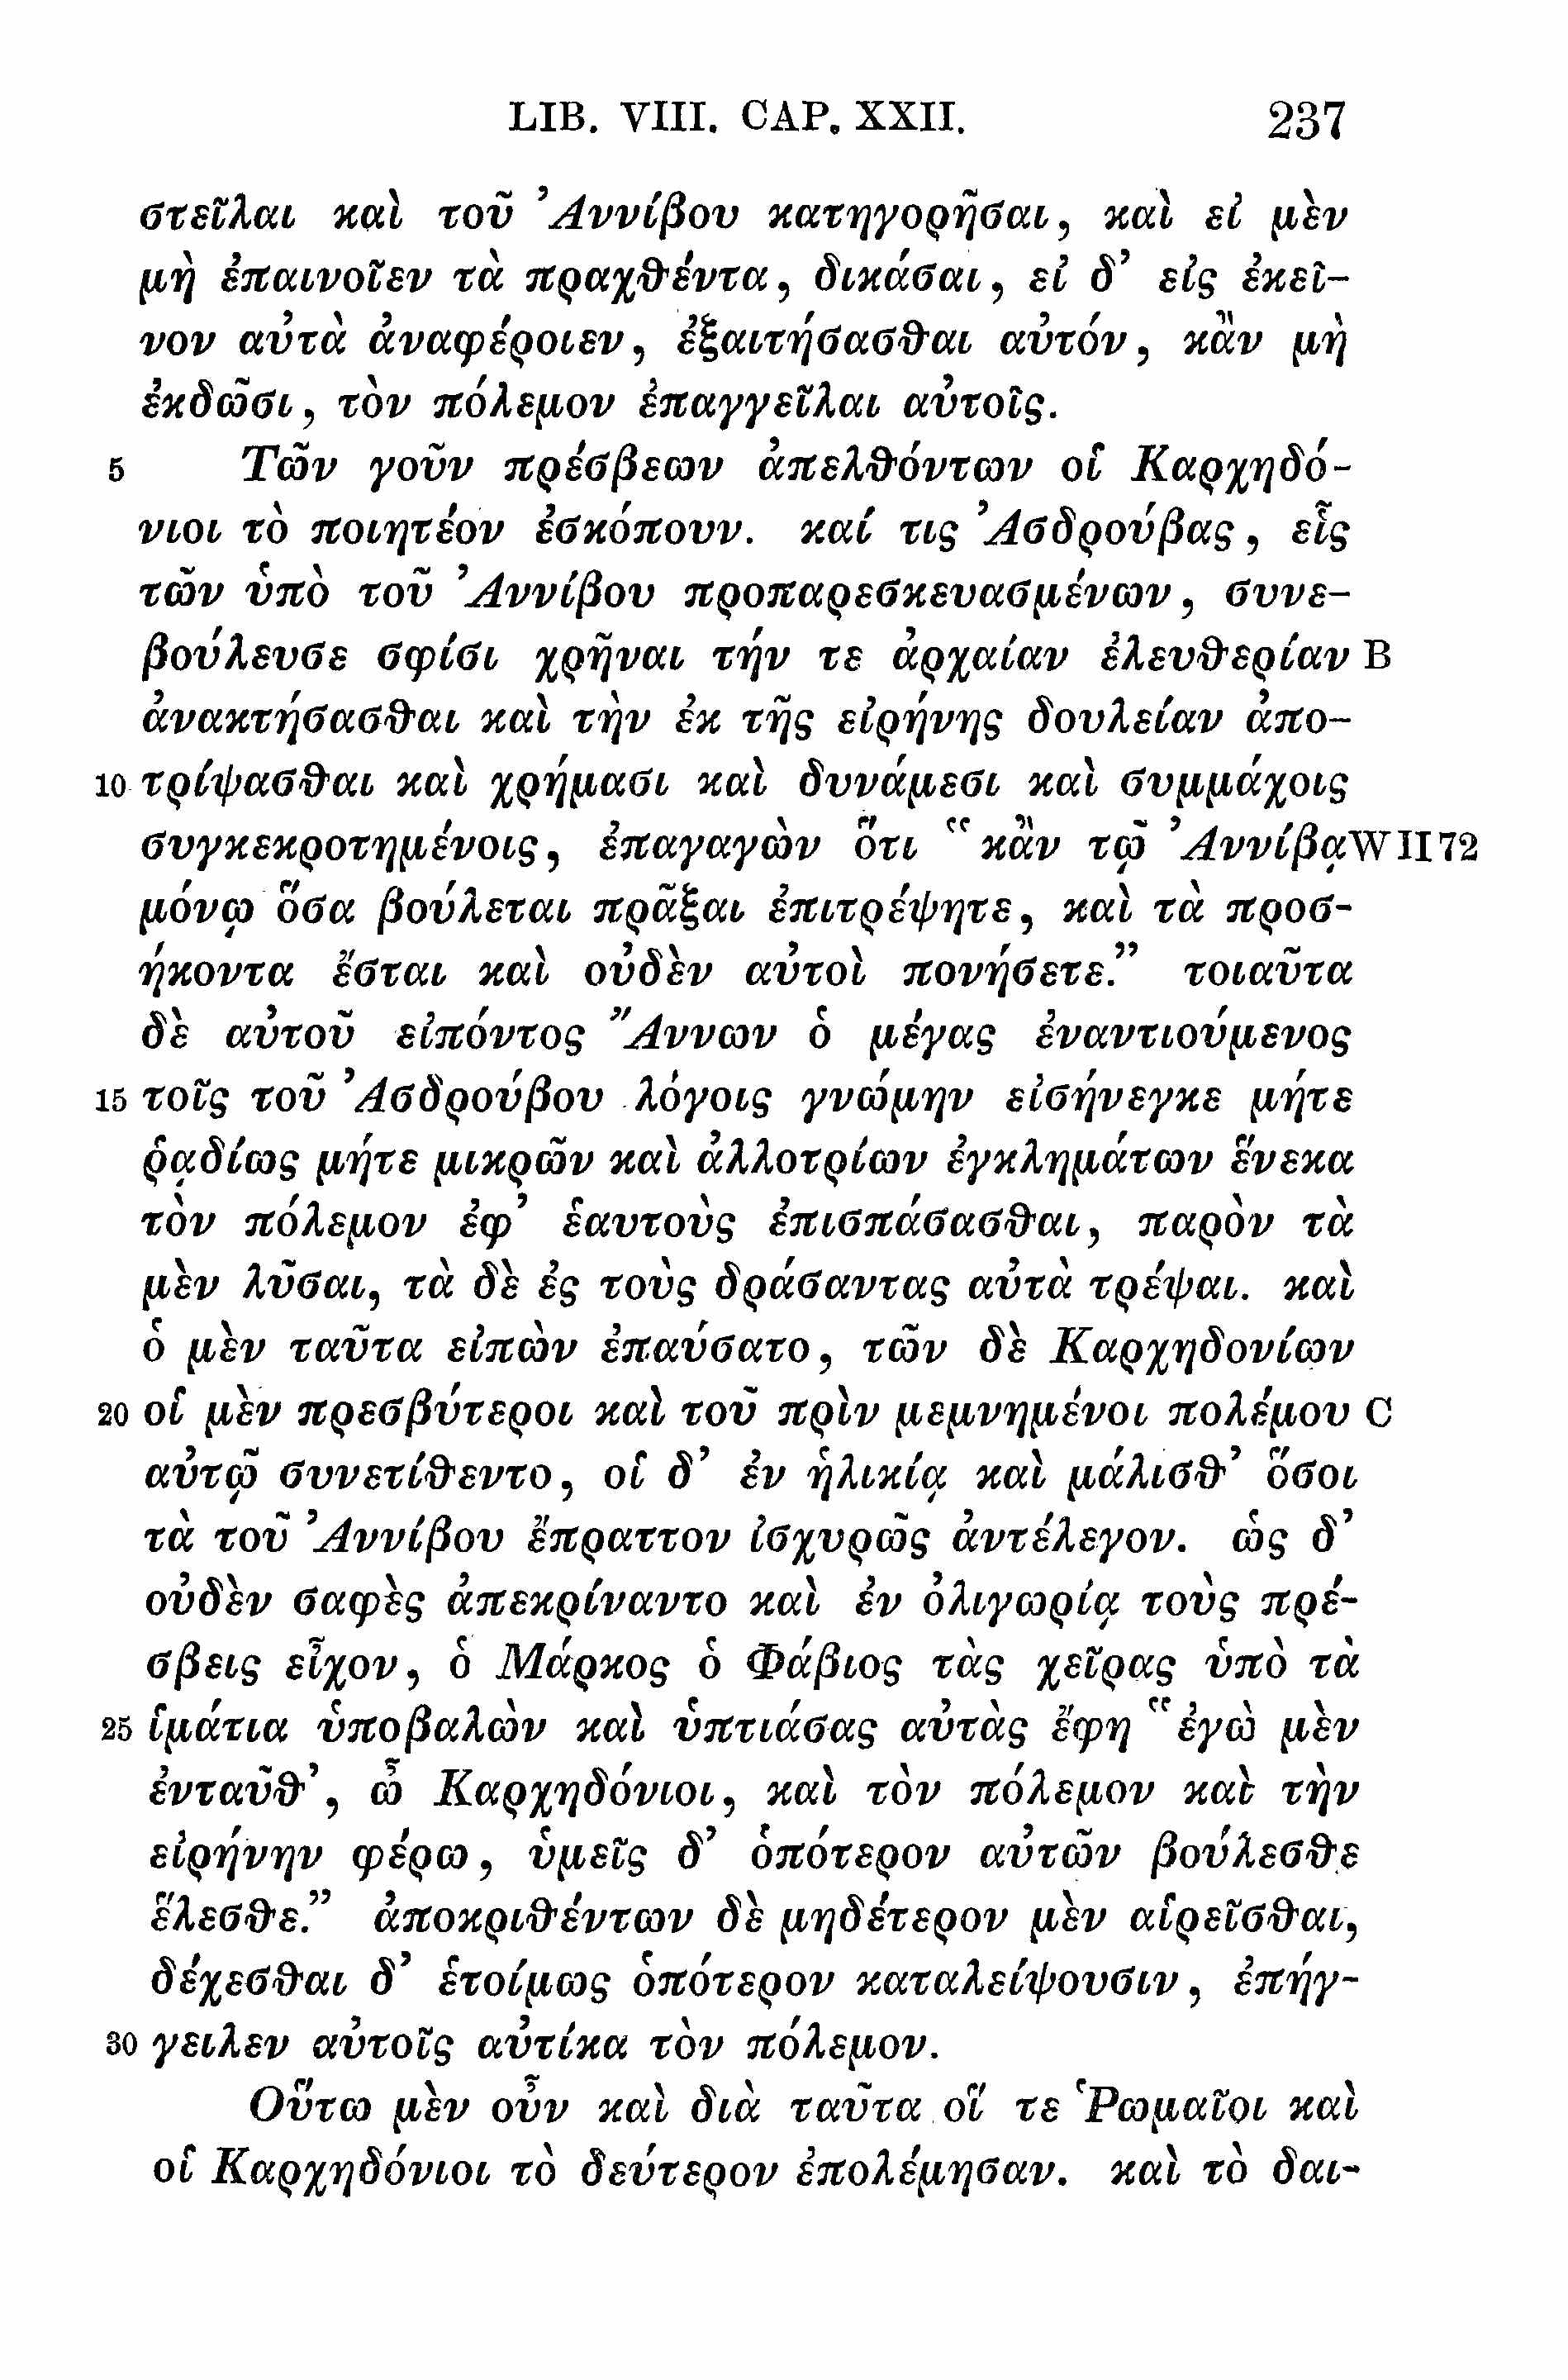 LIB. VIII. CAP. XXII. 237
στεῖλαι καὶ τοῦ Ἀννίβου κατηγορῆσαι, καὶ εἰ μὲν
μὴ ἐπαινοῖεν τὰ πραχθέντα, δικάσαι, εἰ δ’ εἰς ἐκεῖ-
νον αὐτὰ ἀναφέροιεν, ἐξαιτήσασθαι αὐτόν, κἂν μὴ
ἐκδῶσι, τὸν πόλεμον ἐπαγγεῖλαι αὐτοῖς.
5 Τῶν γοῦν πρέσβεων ἀπελθόντων οἱ Καρχηδό-
νιοι τὸ ποιητέον ἐσκόπουν. καί τις Ἀσδρούβας, εἷς
τῶν ὑπὸ τοῦ Ἀννίβου προπαρεσκευασμένων, συνε-
βούλευσε σφίσι χρῆναι τήν τε ἀρχαίαν ἐλευθερίαν B
ἀνακτήσασθαι καὶ τὴν ἐκ τῆς εἰρήνης δουλείαν ἀπο-
10 τρίψασθαι καὶ χρήμασι καὶ δυνάμεσι καὶ συμμάχοις
συγκεκροτημένοις, ἐπαγαγὼν ὅτι “κἂν τῷ Ἀννίβᾳ W II 72
μόνῳ ὅσα βούλεται πρᾶξαι ἐπιτρέψητε, καὶ τὰ προσ-
ήκοντα ἔσται καὶ οὐδὲν αὐτοὶ πονήσετε.” τοιαῦτα
δὲ αὐτοῦ εἰπόντος Ἄννων ὁ μέγας ἐναντιούμενος
15 τοῖς τοῦ Ἀσδρούβου λόγοις γνώμην εἰσήνεγκε μήτε
ῥᾳδίως μήτε μικρῶν καὶ ἀλλοτρίων ἐγκλημάτων ἕνεκα
τὸν πόλεμον ἐφ’ ἑαυτοὺς ἐπισπάσασθαι, παρὸν τὰ
μὲν λῦσαι, τὰ δὲ ἐς τοὺς δράσαντας αὐτὰ τρέψαι. καὶ
ὁ μὲν ταῦτα εἰπὼν ἐπαύσατο, τῶν δὲ Καρχηδονίων
20 οἱ μὲν πρεσβύτεροι καὶ τοῦ πρὶν μεμνημένοι πολέμου C
αὐτῷ συνετίθεντο, οἱ δ’ ἐν ἡλικίᾳ καὶ μάλισθ’ ὅσοι
τὰ τοῦ Ἀννίβου ἔπραττον ἰσχυρῶς ἀντέλεγον. ὡς δ’
οὐδὲν σαφὲς ἀπεκρίναντο καὶ ἐν ὀλιγωρίᾳ τοὺς πρέ-
σβεις εἶχον, ὁ Μάρκος ὁ Φάβιος τὰς χεῖρας ὑπὸ τὰ
25 ἱμάτια ὑποβαλὼν καὶ ὑπτιάσας αὐτὰς ἔφη “ἐγὼ μὲν
ἐνταῦθ’, ὦ Καρχηδόνιοι, καὶ τὸν πόλεμον καὶ τὴν
εἰρήνην φέρω, ὑμεῖς δ’ ὁπότερον αὐτῶν βούλεσθε
ἕλεσθε.” ἀποκριθέντων δὲ μηδέτερον μὲν αἱρεῖσθαι,
δέχεσθαι δ’ ἑτοίμως ὁπότερον καταλείψουσιν, ἐπήγ-
30 γειλεν αὐτοῖς αὐτίκα τὸν πόλεμον.
Οὕτω μὲν οὖν καὶ διὰ ταῦτα οἵ τε Ῥωμαῖοι καὶ
οἱ Καρχηδόνιοι τὸ δεύτερον ἐπολέμησαν. καὶ τὸ δαι-